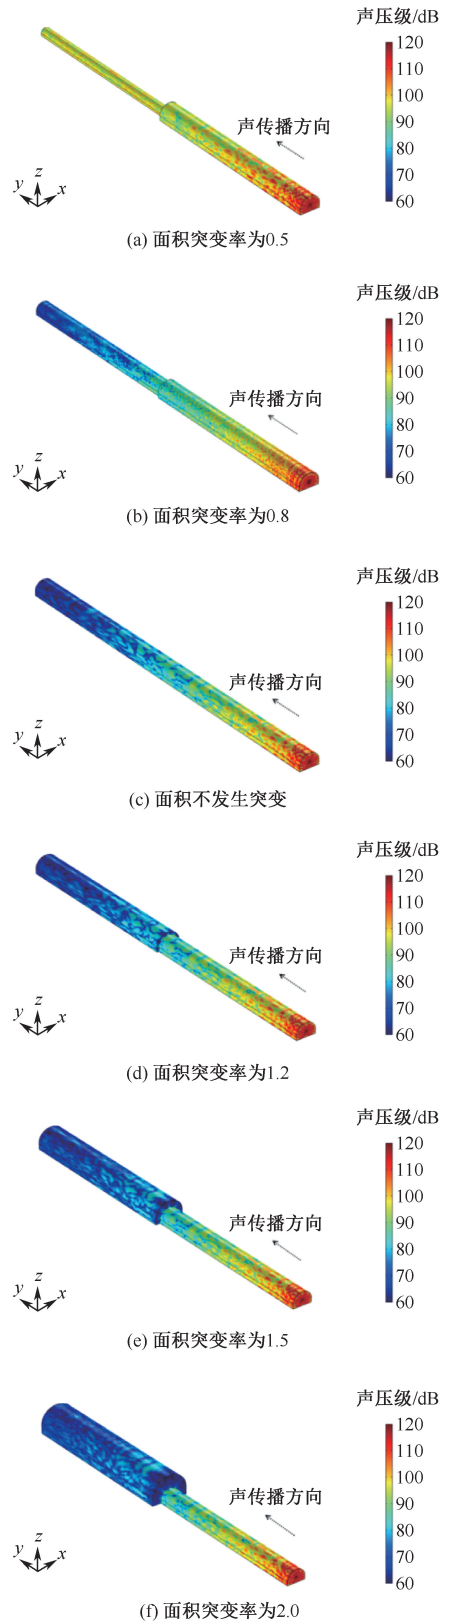 声压级/dB
120
110
100
90
80
70
60
声传播方向
z
y
x
(a) 面积突变率为0.5
声压级/dB
120
110
100
90
80
70
60
声传播方向
z
y
x
(b) 面积突变率为0.8
声压级/dB
120
110
100
90
80
70
60
声传播方向
z
y
x
(c) 面积不发生突变
声压级/dB
120
110
100
90
80
70
60
声传播方向
z
y
x
(d) 面积突变率为1.2
声压级/dB
120
110
100
90
80
70
60
声传播方向
z
y
x
(e) 面积突变率为1.5
声压级/dB
120
110
100
90
80
70
60
声传播方向
z
y
x
(f) 面积突变率为2.0